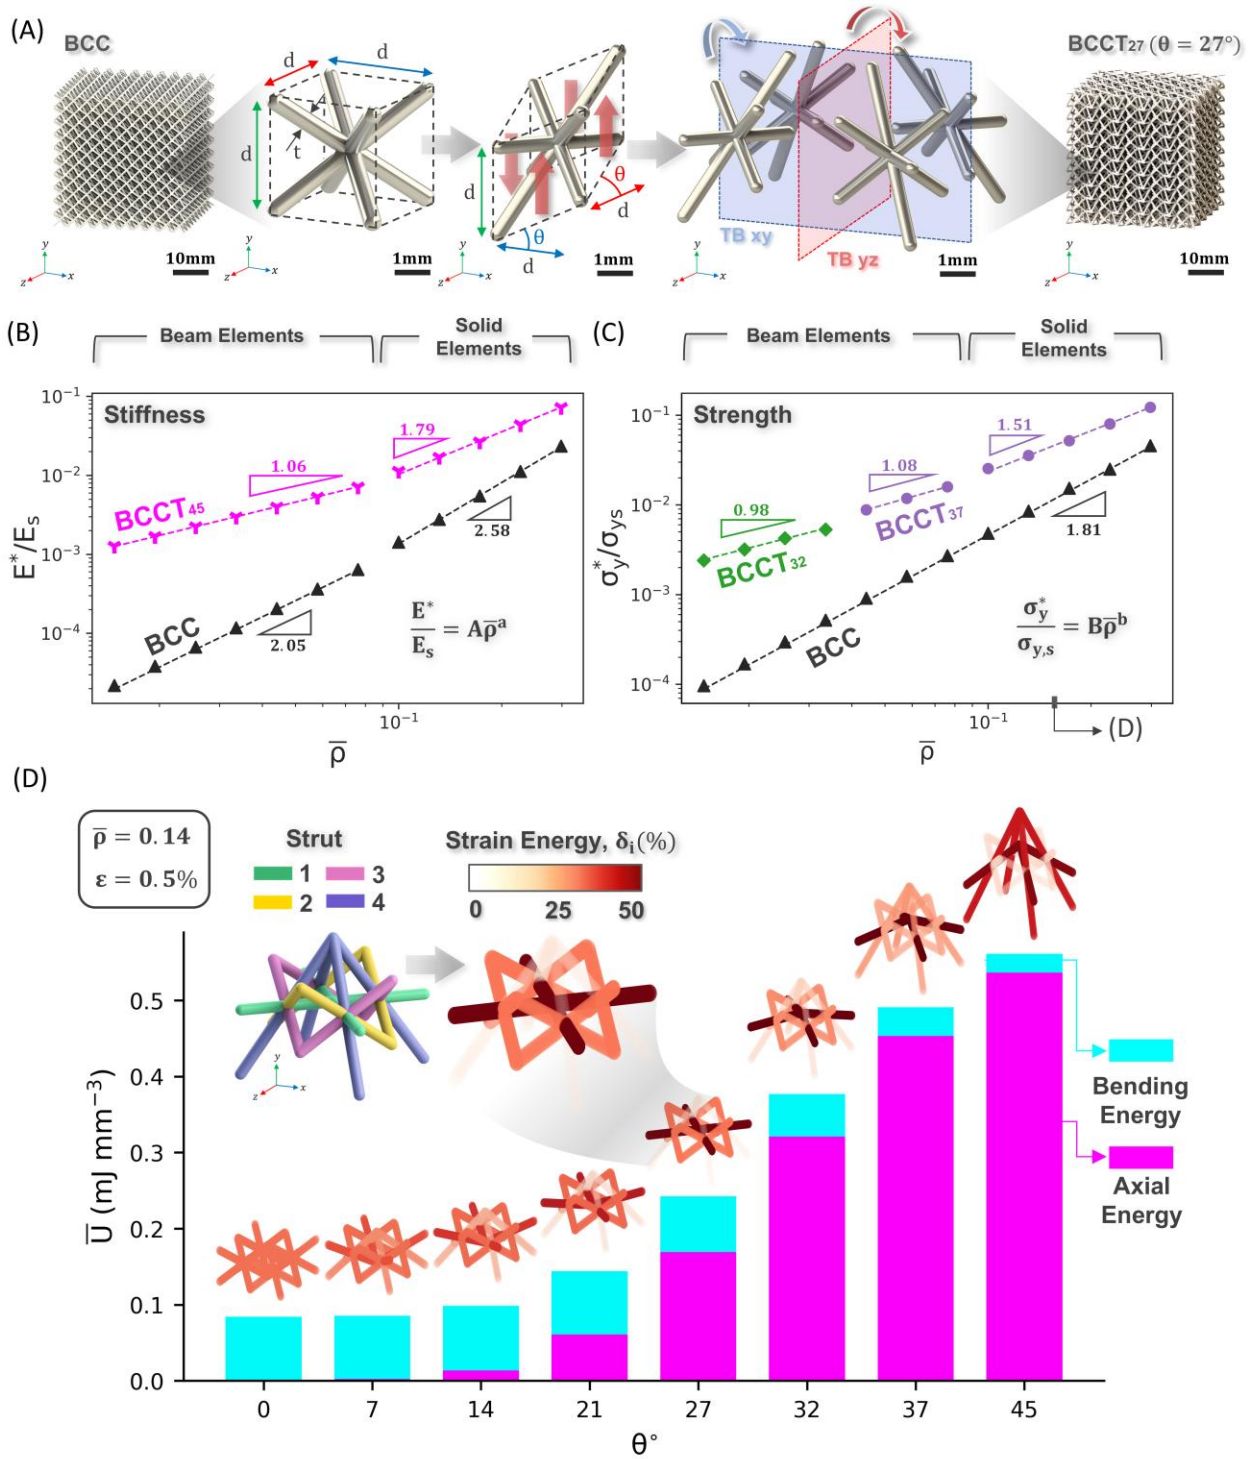 (A)
BCC
d
d
d
t
d
θ
d
θ
d
TB xy
TB yz
BCCT27 (θ = 27°)
y
x
z
10mm
y
x
z
1mm
y
x
z
1mm
y
x
z
1mm
y
x
z
10mm
(B)
Beam Elements
Solid
Elements
Stiffness
E*/Es
10⁻¹
10⁻²
10⁻³
10⁻⁴
1.79
1.06
BCCT45
2.58
BCC
2.05
E*
Es
= Aρ̅ᵃ
10⁻¹
ρ̅
(C)
Beam Elements
Solid
Elements
Strength
σy*/σys
10⁻¹
10⁻²
10⁻³
10⁻⁴
1.51
1.08
0.98
BCCT37
BCCT32
1.81
BCC
σy*
σy,s
= Bρ̅ᵇ
10⁻¹
ρ̅
(D)
(D)
ρ̅ = 0.14
ε = 0.5%
Strut
1
3
2
4
Strain Energy, δi(%)
0
25
50
y
x
z
U̅ (mJ mm⁻³)
0.5
0.4
0.3
0.2
0.1
0.0
0
7
14
21
27
32
37
45
θ°
Bending
Energy
Axial
Energy